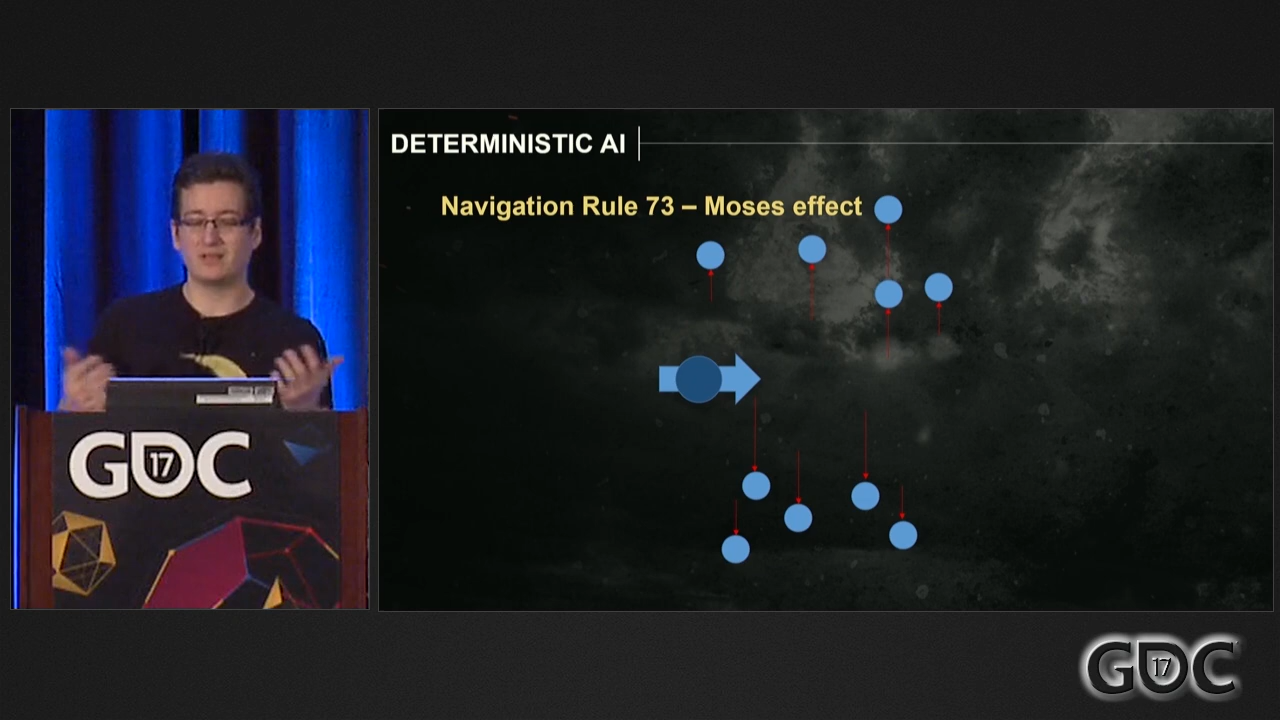 DETERMINISTIC AI
Navigation Rule 73 – Moses effect
GDC
17
GDC
17